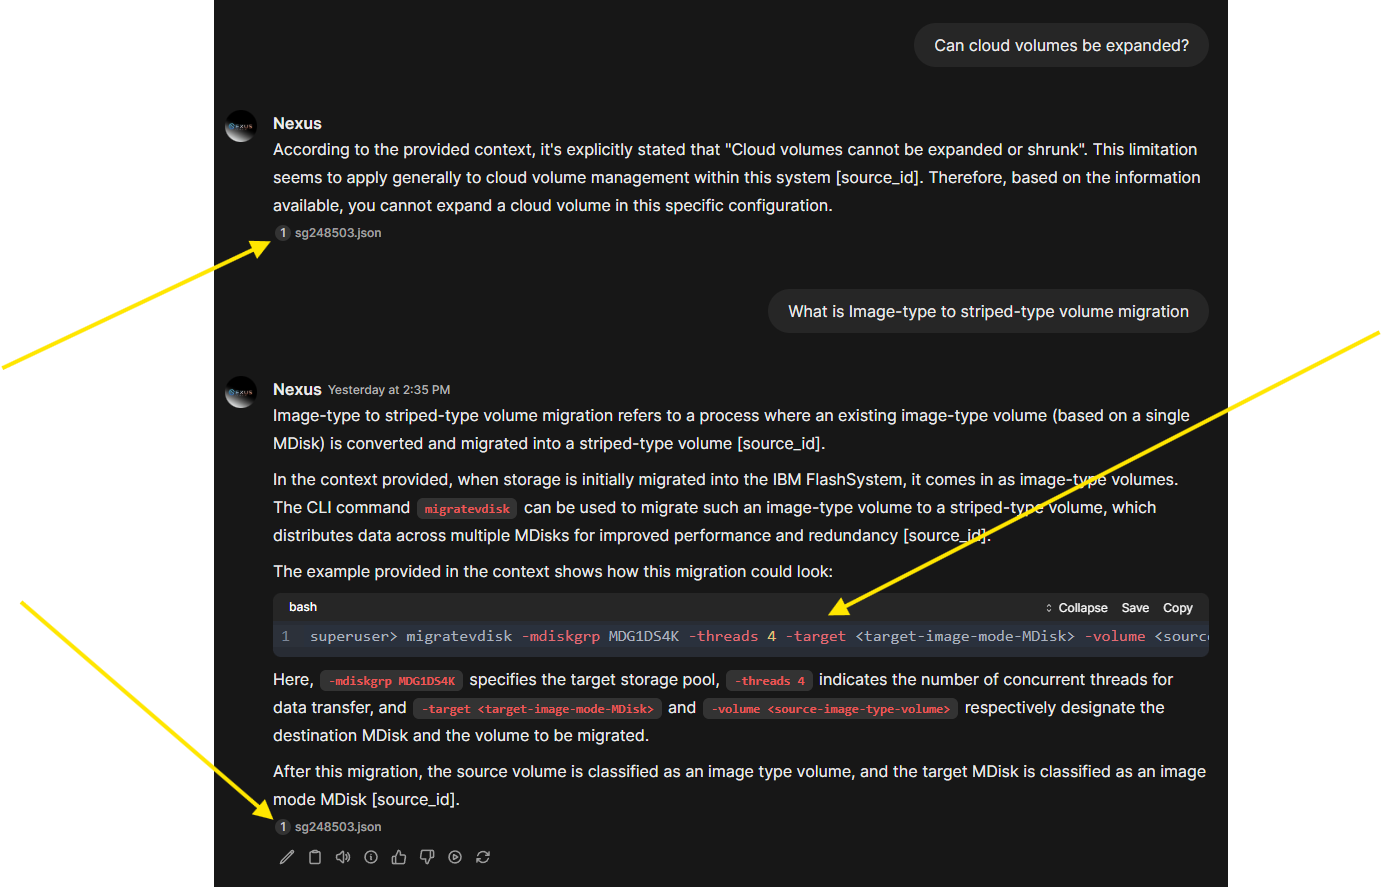 Can cloud volumes be expanded?
Nexus
According to the provided context, it's explicitly stated that "Cloud volumes cannot be expanded or shrunk". This limitation
seems to apply generally to cloud volume management within this system [source_id]. Therefore, based on the information
available, you cannot expand a cloud volume in this specific configuration.
1 sg248503.json
What is Image-type to striped-type volume migration
Nexus Yesterday at 2:35 PM
Image-type to striped-type volume migration refers to a process where an existing image-type volume (based on a single
MDisk) is converted and migrated into a striped-type volume [source_id].
In the context provided, when storage is initially migrated into the IBM FlashSystem, it comes in as image-type volumes.
The CLI command migratevdisk can be used to migrate such an image-type volume to a striped-type volume, which
distributes data across multiple MDisks for improved performance and redundancy [source_id].
The example provided in the context shows how this migration could look:
bash Collapse Save Copy
1 superuser> migratevdisk -mdiskgrp MDG1DS4K -threads 4 -target <target-image-mode-MDisk> -volume <sourc
Here, -mdiskgrp MDG1DS4K specifies the target storage pool, -threads 4 indicates the number of concurrent threads for
data transfer, and -target <target-image-mode-MDisk> and -volume <source-image-type-volume> respectively designate the
destination MDisk and the volume to be migrated.
After this migration, the source volume is classified as an image type volume, and the target MDisk is classified as an image
mode MDisk [source_id].
1 sg248503.json